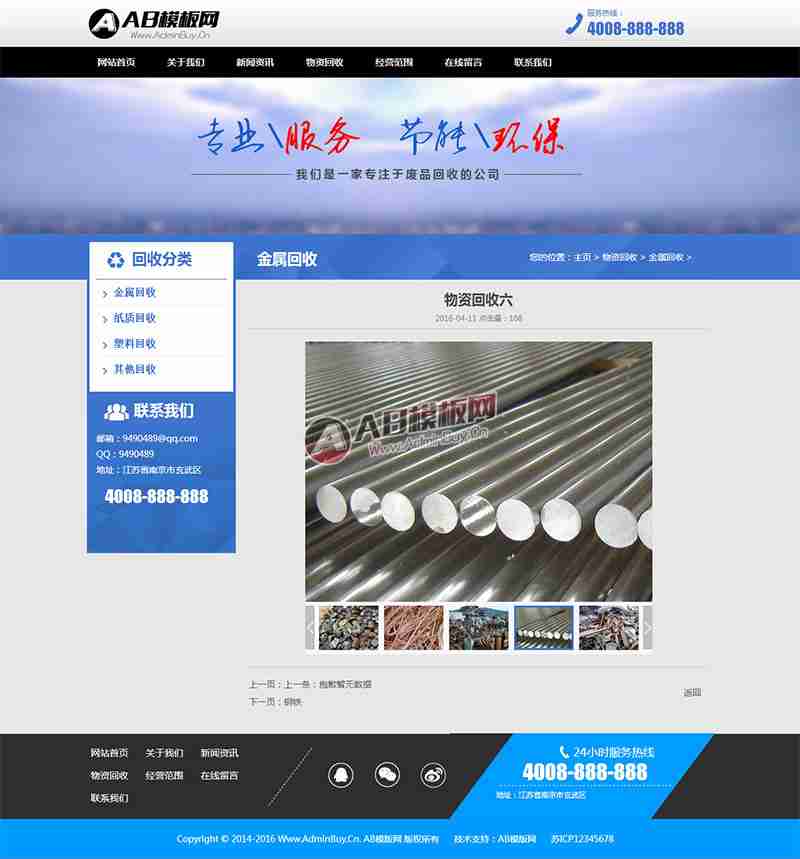 AB模板网
Www.AdminBuy.Cn
服务热线：
4008-888-888
网站首页 关于我们 新闻资讯 物资回收 经营范围 在线留言 联系我们
专业\服务 节能\环保
我们是一家专注于废品回收的公司
回收分类
金属回收
纸质回收
塑料回收
其他回收
联系我们
邮箱：9490489@qq.com
QQ：9490489
地址：江苏省南京市玄武区
4008-888-888
金属回收
您的位置：主页 > 物资回收 > 金属回收 >
物资回收六
2016-04-11 点击量：168
AB模板网
Www.AdminBuy.Cn
上一页：上一条：抱歉暂无数据
下一页：钢铁
返回
网站首页 关于我们 新闻资讯
物资回收 经营范围 在线留言
联系我们
24小时服务热线
4008-888-888
地址：江苏省南京市玄武区
Copyright © 2014-2016 Www.AdminBuy.Cn. AB模板网 版权所有 技术支持：AB模板网 苏ICP12345678